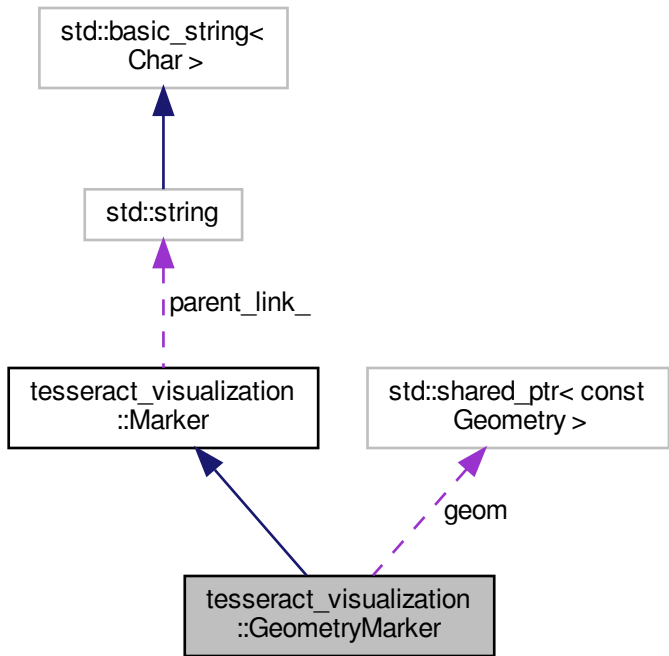 std::basic_string<
Char >
std::string
parent_link_
tesseract_visualization
::Marker
std::shared_ptr< const
Geometry >
geom
tesseract_visualization
::GeometryMarker